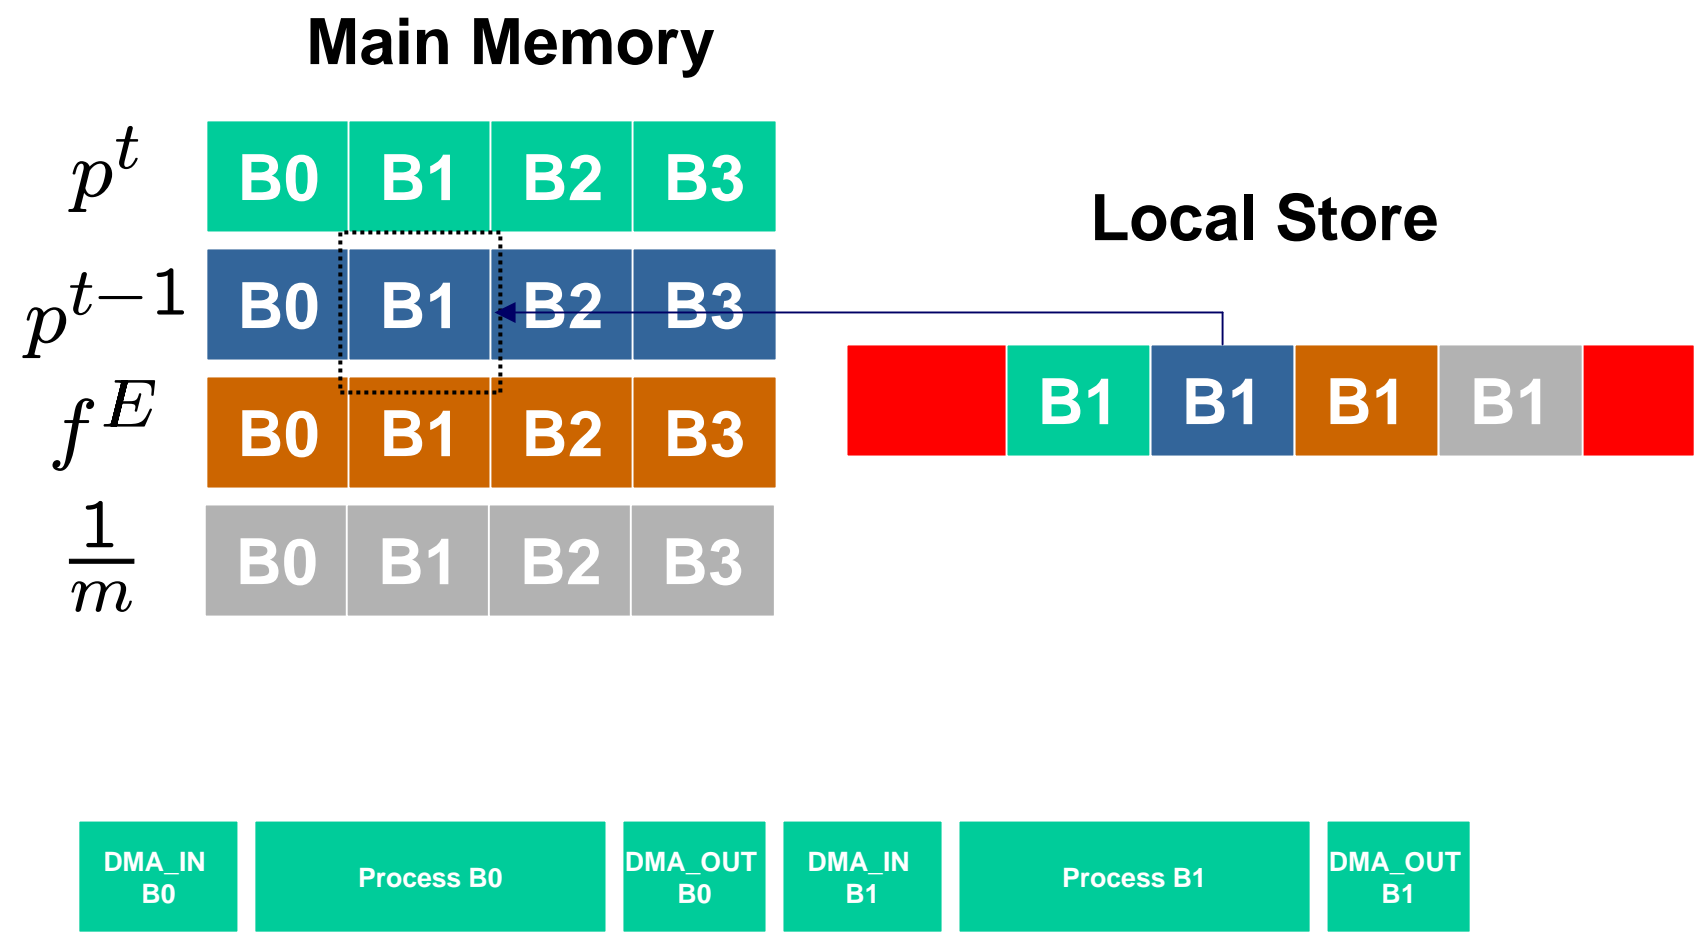 Main Memory
p^t B0 B1 B2 B3
Local Store
p^{t-1} B0 B1 B2 B3
B1 B1 B1 B1
f^E B0 B1 B2 B3
1/m B0 B1 B2 B3
DMA_IN B0
Process B0
DMA_OUT B0
DMA_IN B1
Process B1
DMA_OUT B1